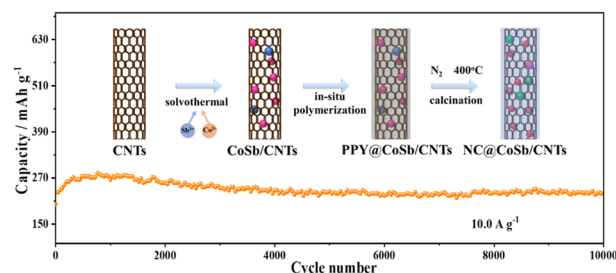 Capacity / mAh g⁻¹
630
510
390
270
150
N₂ 400°C
solvothermal
in-situ
polymerization
calcination
Sb³⁺ Co²⁺
CNTs
CoSb/CNTs
PPY@CoSb/CNTs
NC@CoSb/CNTs
10.0 A g⁻¹
0 2000 4000 6000 8000 10000
Cycle number